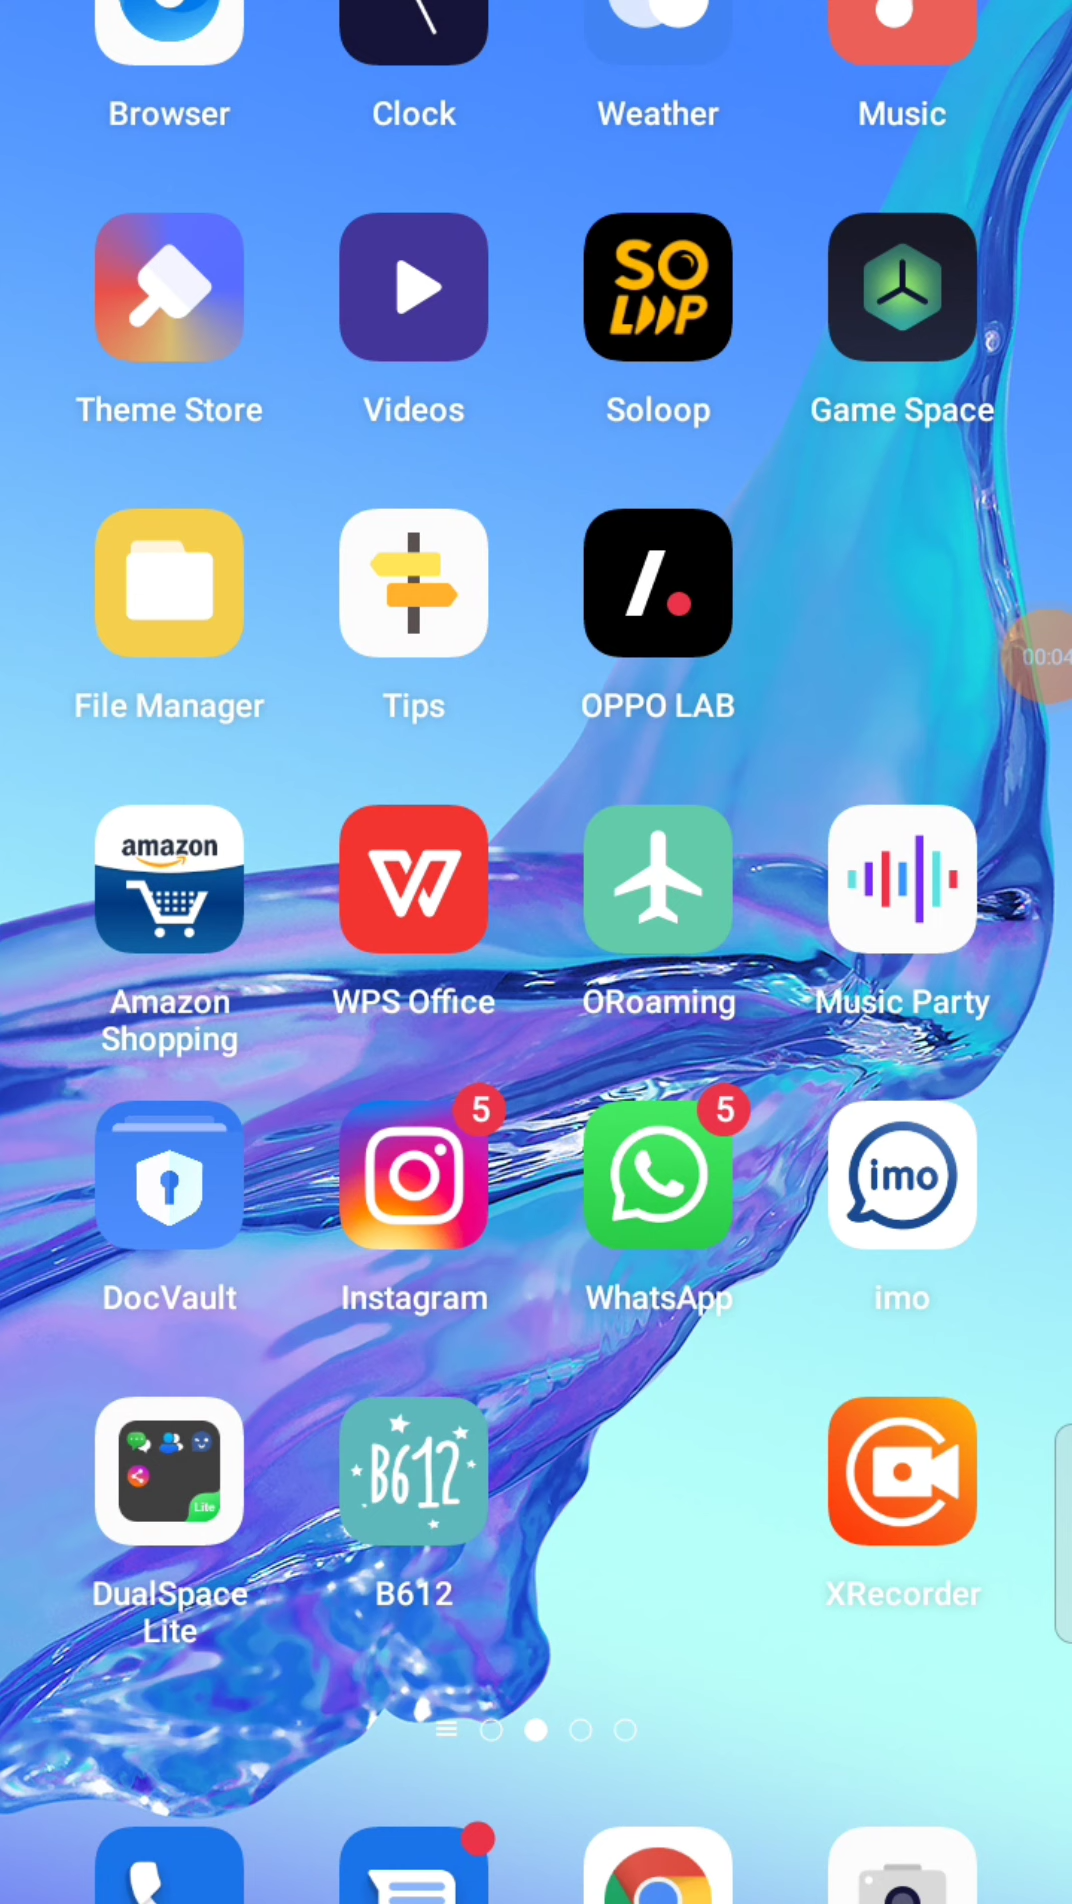 Browser
Clock
Weather
Music
SO
LOOP
Theme Store
Videos
Soloop
Game Space
File Manager
Tips
OPPO LAB
00:04
amazon
Amazon
Shopping
WPS Office
ORoaming
Music Party
5
5
imo
DocVault
Instagram
WhatsApp
imo
Lite
B612
DualSpace
Lite
B612
XRecorder